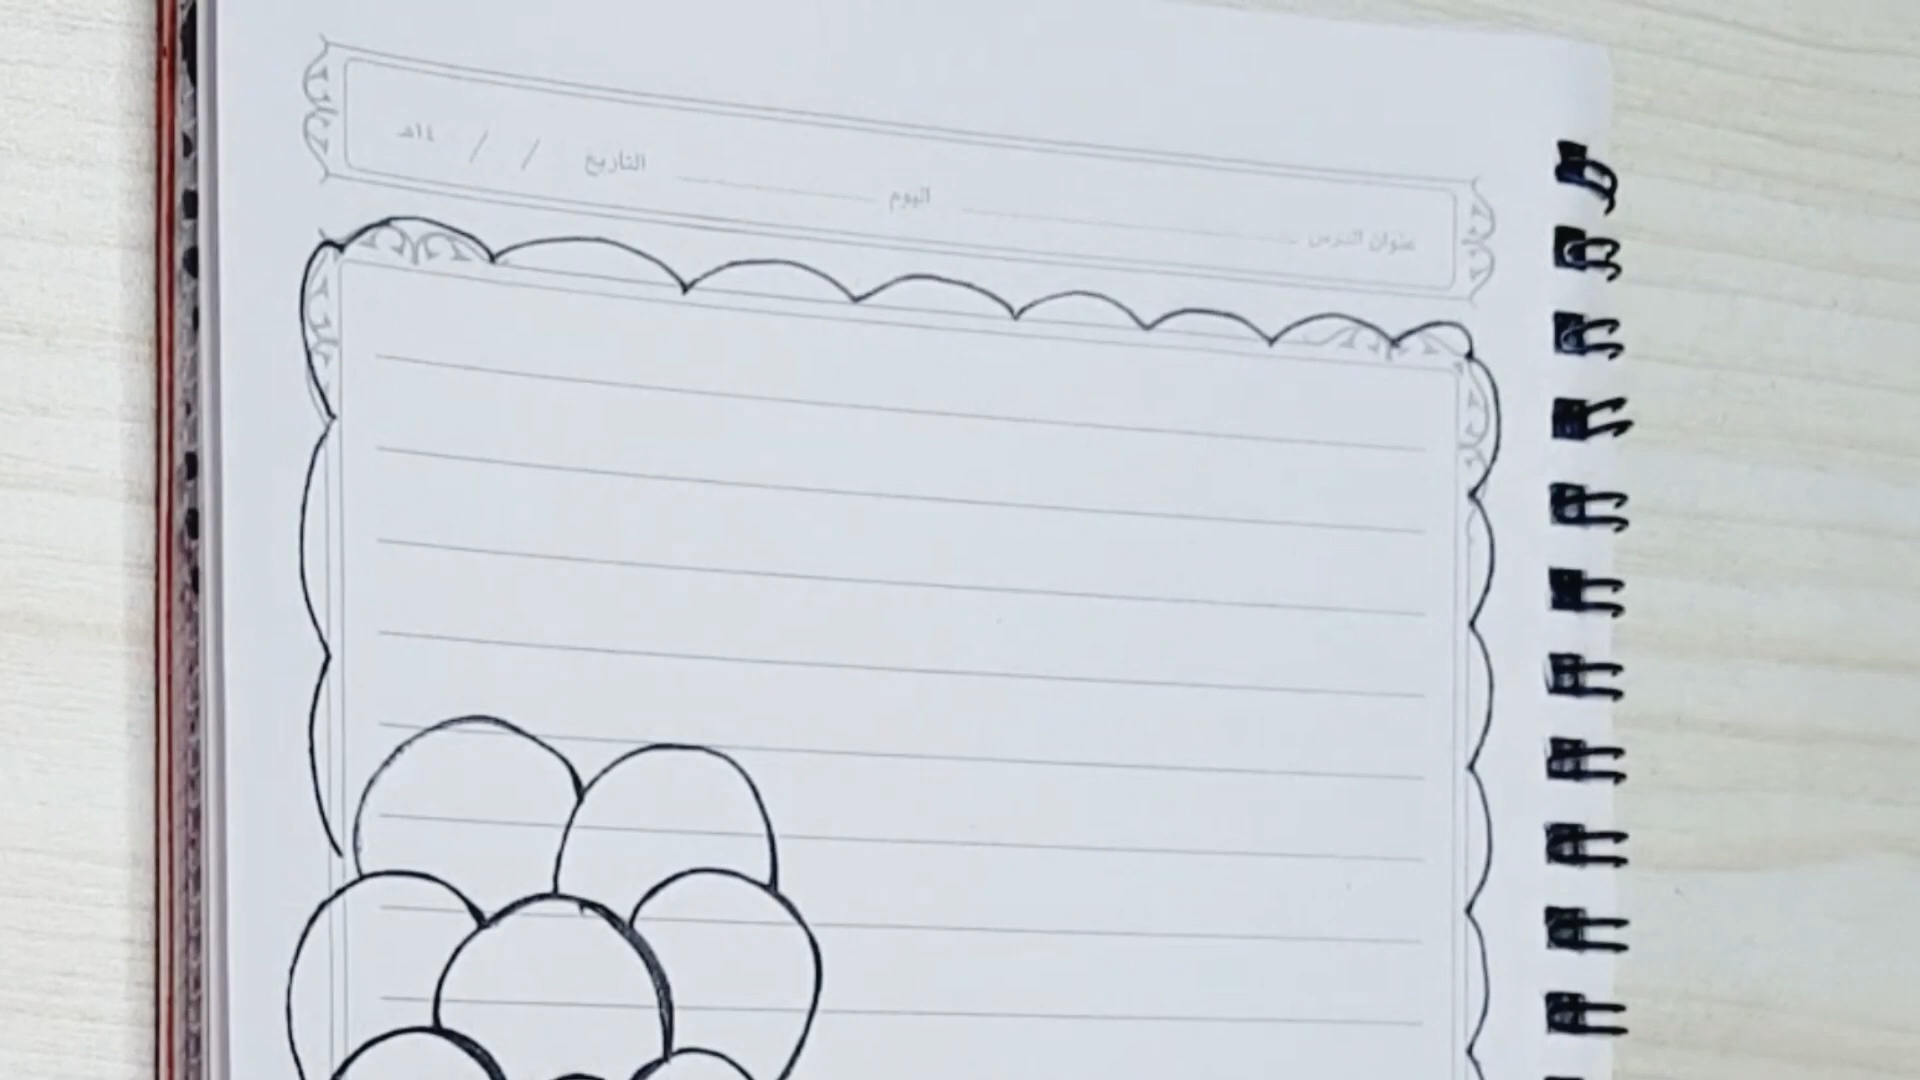 عنوان الدرس اليوم التاريخ / / ١٤هـ